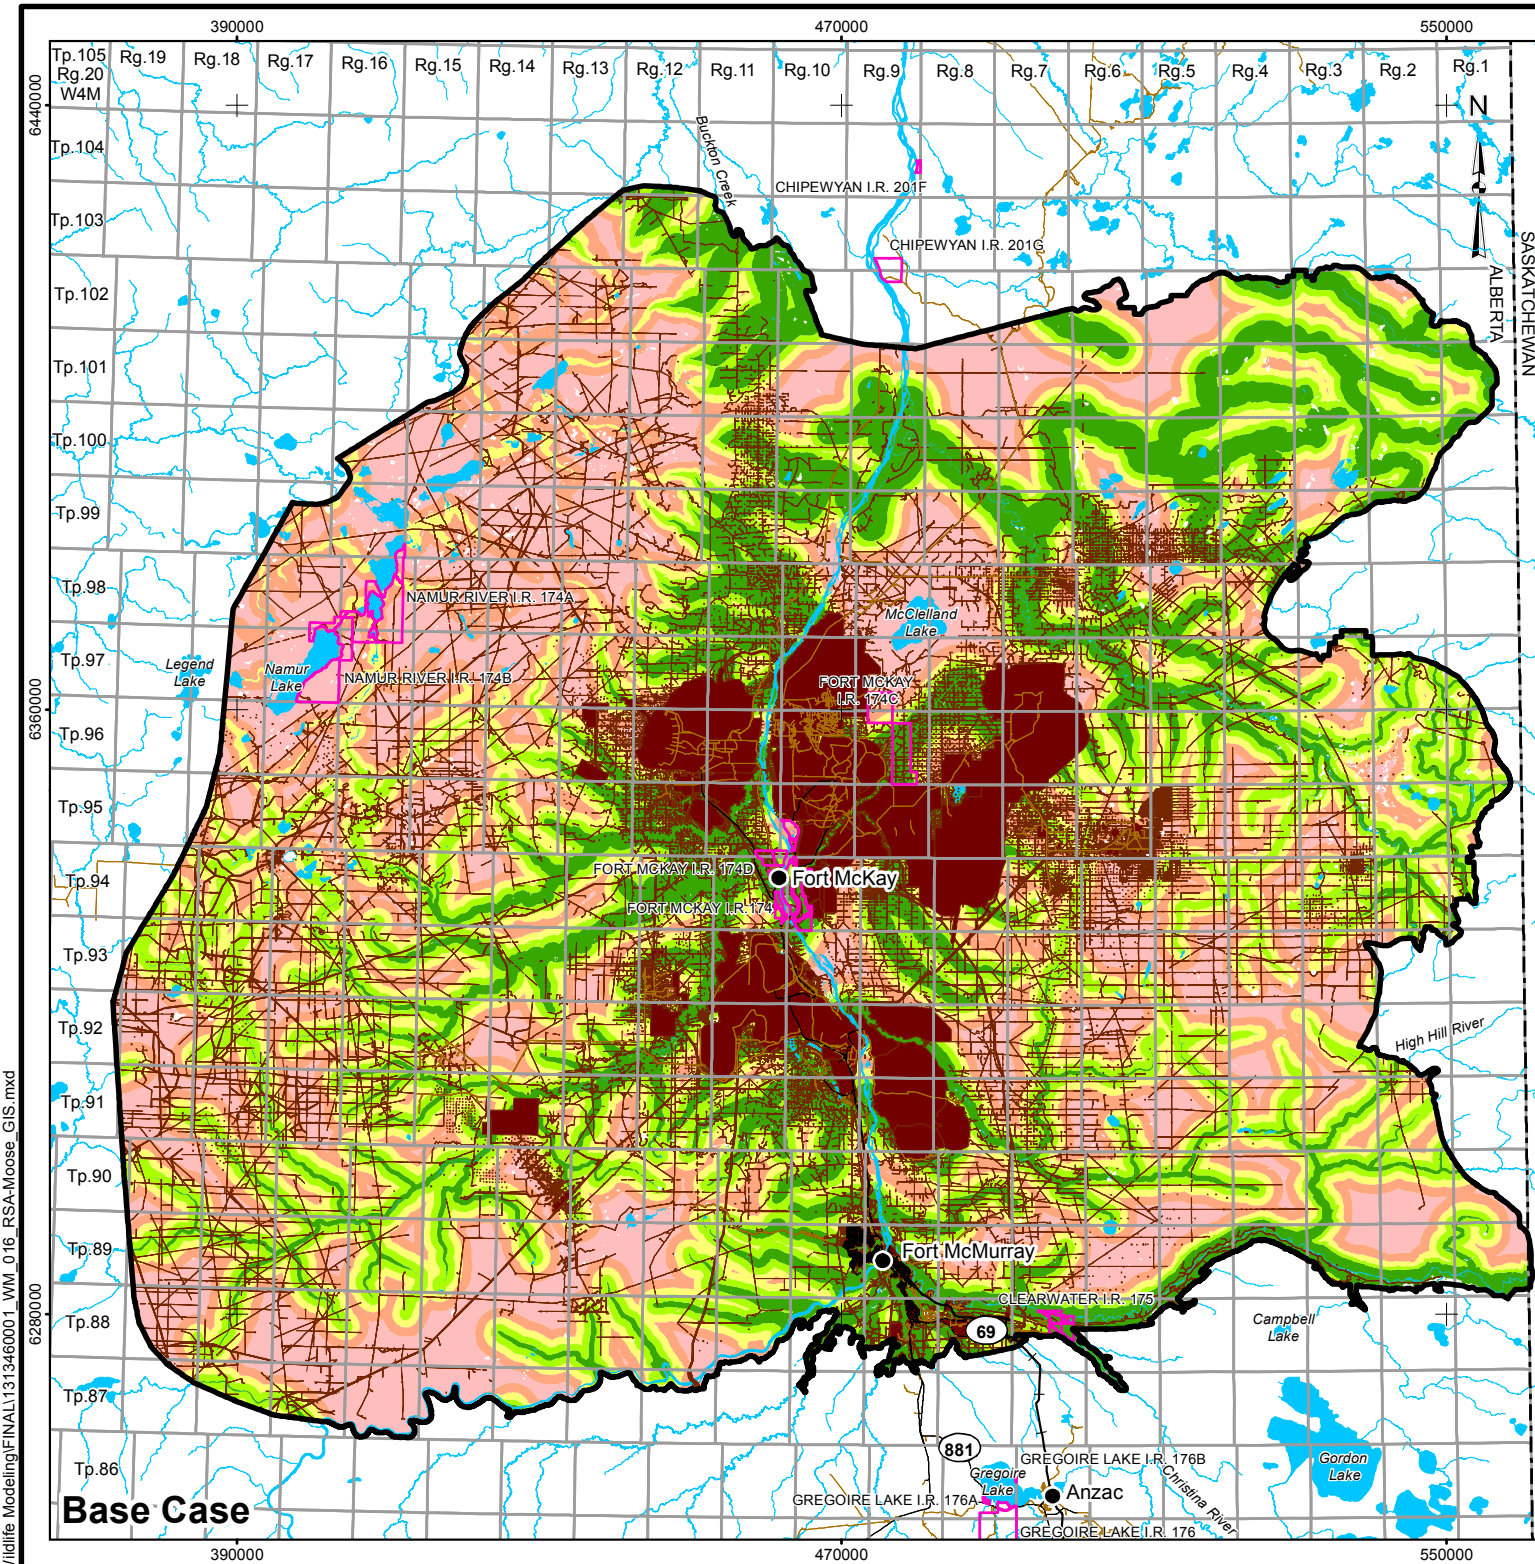 390000
470000
550000
Tp.105
Rg.20
W4M
Rg.19
Rg.18
Rg.17
Rg.16
Rg.15
Rg.14
Rg.13
Rg.12
Rg.11
Rg.10
Rg.9
Rg.8
Rg.7
Rg.6
Rg.5
Rg.4
Rg.3
Rg.2
Rg.1
6440000
N
Tp.104
Buckton Creek
CHIPEWYAN I.R. 201F
Tp.103
CHIPEWYAN I.R. 201G
SASKATCHEWAN
ALBERTA
Tp.102
Tp.101
Tp.100
Tp.99
Tp.98
NAMUR RIVER I.R. 174A
McClelland
Lake
Tp.97
Legend
Lake
Namur
Lake
NAMUR RIVER I.R. 174B
FORT MCKAY
I.R. 174C
6360000
Tp.96
Tp.95
Tp.94
FORT MCKAY I.R. 174D
Fort McKay
FORT MCKAY I.R.174
Tp.93
Tp.92
High Hill River
Tp.91
Tp.90
Tp.89
Fort McMurray
CLEARWATER I.R. 175
6280000
Tp.88
69
Campbell
Lake
Tp.87
881
GREGOIRE LAKE I.R. 176B
Gordon
Lake
Tp.86
Gregoire
Lake
Christina River
Anzac
GREGOIRE LAKE I.R. 176A
GREGOIRE LAKE I.R. 176
Base Case
390000
470000
550000
ildlife Modeling\FINAL\1313460001_WM_016_RSA-Moose_GIS.mxd